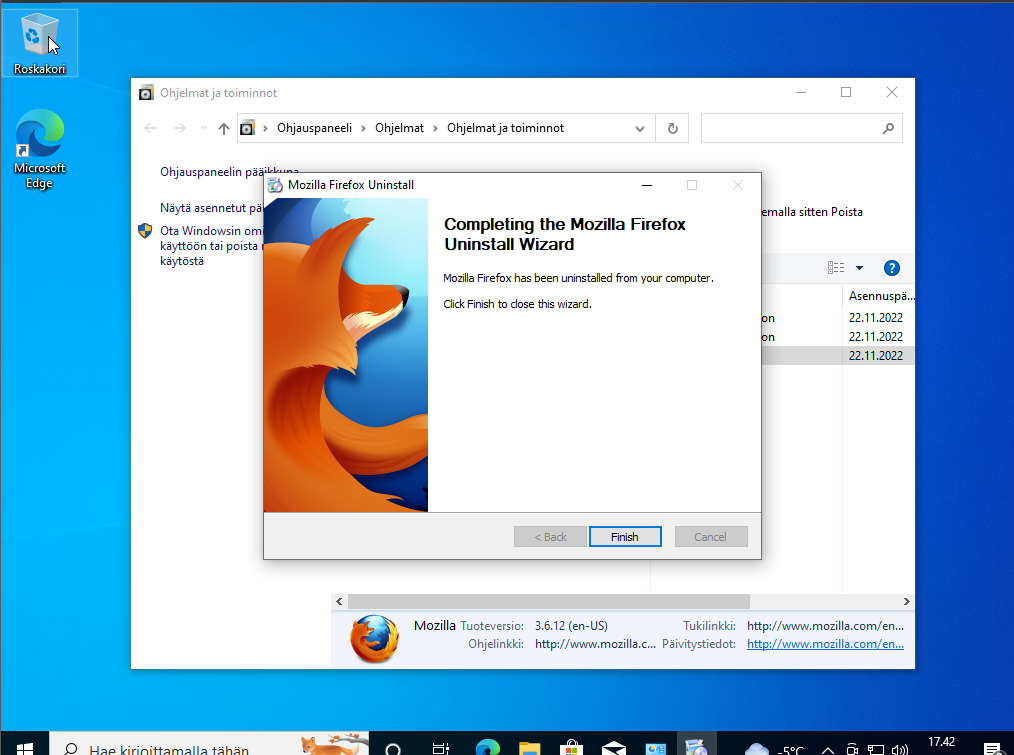 Roskakori
Microsoft
Edge
Ohjelmat ja toiminnot
Ohjauspaneeli
Ohjelmat
Ohjelmat ja toiminnot
Ohjauspaneelin pääikkuna
Näytä asennetut
Ota Windowsin
käyttöön tai poista
käytöstä
Mozilla Firefox Uninstall
Completing the Mozilla Firefox
Uninstall Wizard
Mozilla Firefox has been uninstalled from your computer.
Click Finish to close this wizard.
< Back
Finish
Cancel
emalla sitten Poista
Asennuspä...
on 22.11.2022
on 22.11.2022
22.11.2022
Mozilla Tuoteversio: 3.6.12 (en-US) Tukilinkki: http://www.mozilla.com/en...
Ohjelinkki: http://www.mozilla.c... Päivitystiedot: http://www.mozilla.com/en...
Hae kirjoittamalla tähän
-5°C
17.42